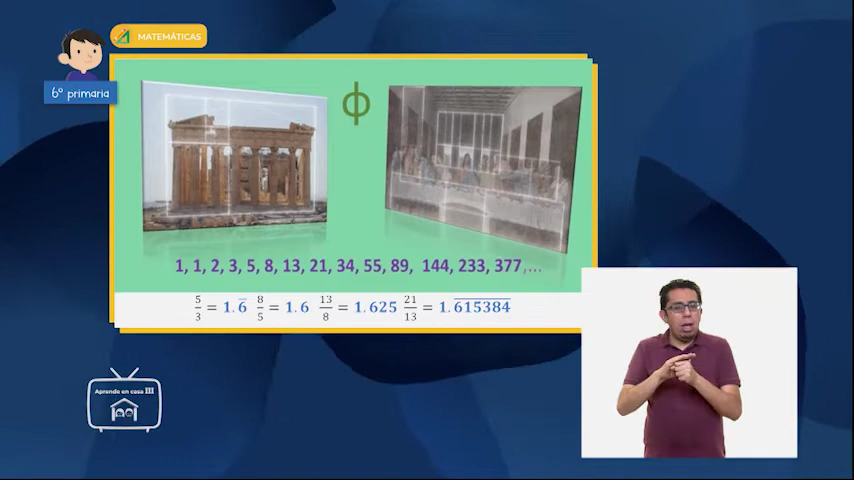 MATEMÁTICAS
6° primaria
ϕ
1, 1, 2, 3, 5, 8, 13, 21, 34, 55, 89, 144, 233, 377,...
5/3 = 1.6̅ 8/5 = 1.6 13/8 = 1.625 21/13 = 1.6̅1̅5̅3̅8̅4̅
Aprende en casa III